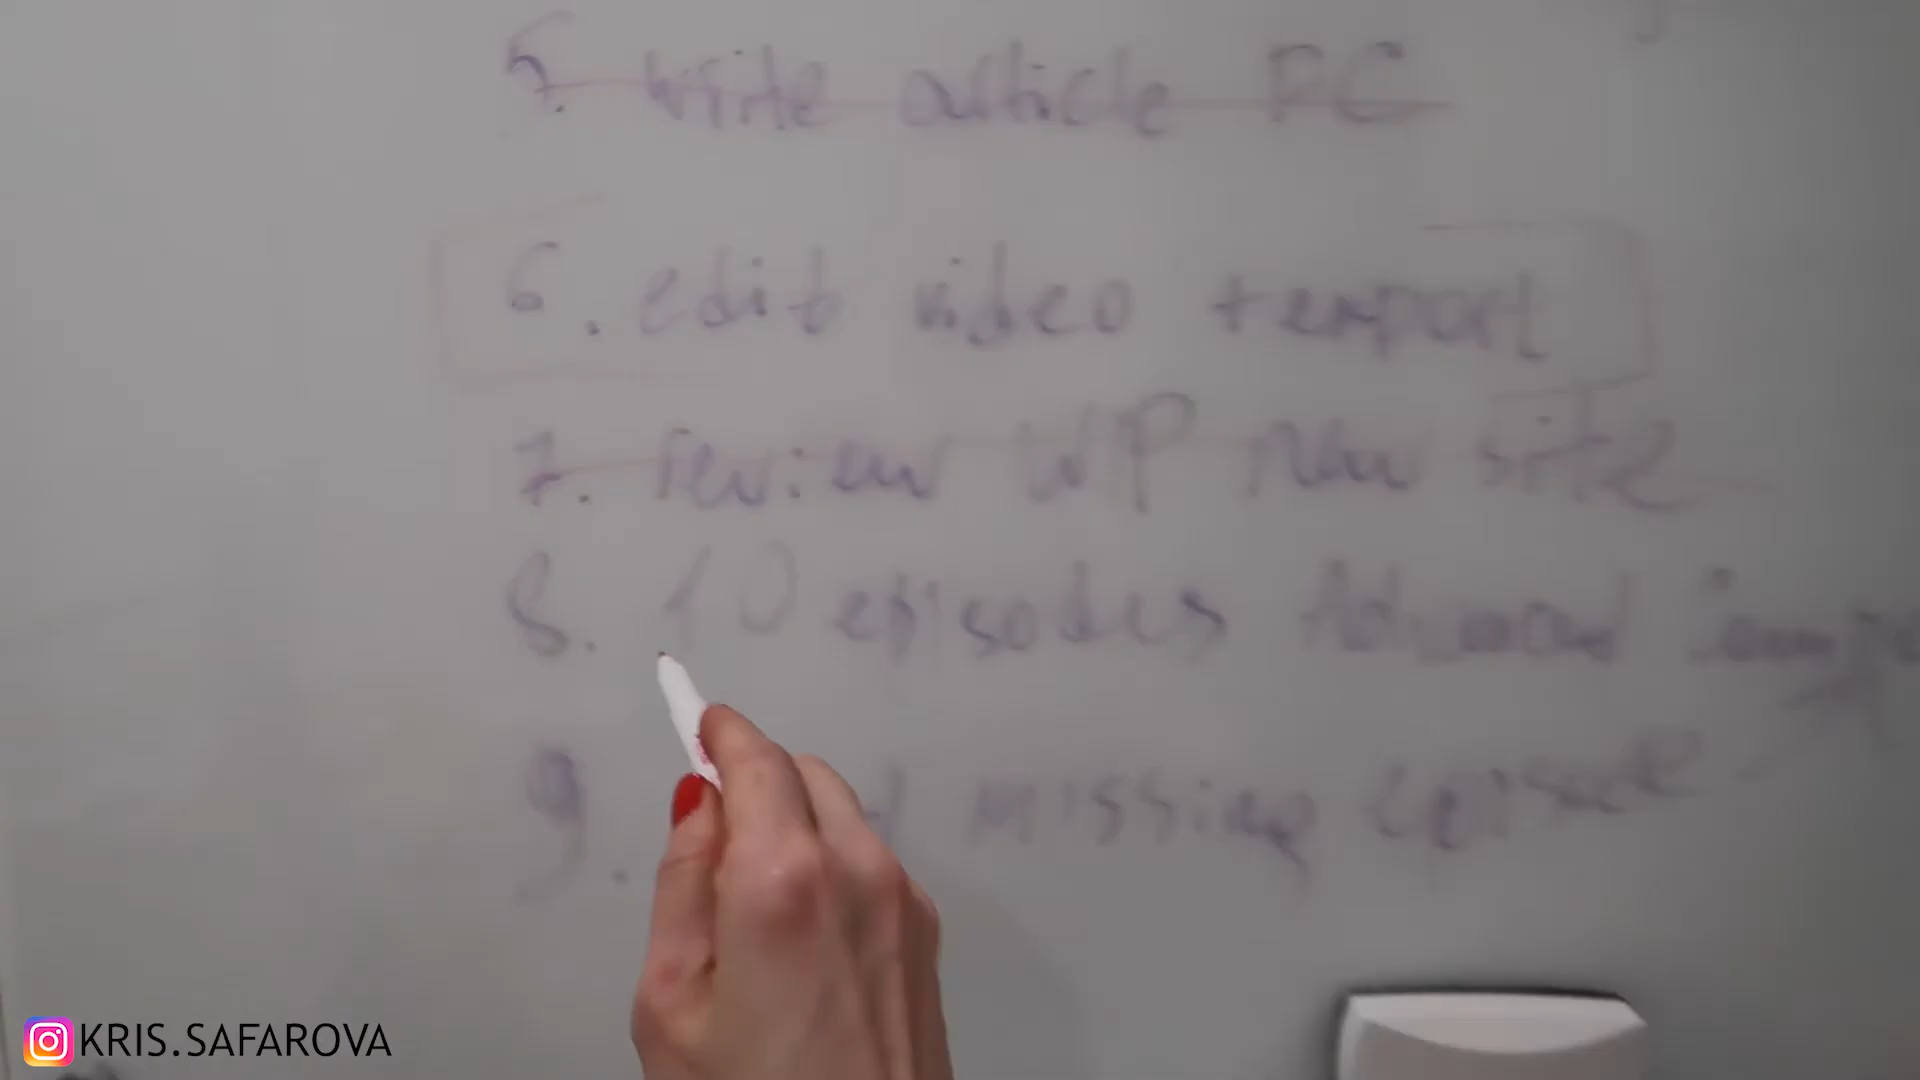 5. write article FC
6. edit video + export
7. review WP New site
8. 10 episodes Advanced
9. missing episode
KRIS.SAFAROVA